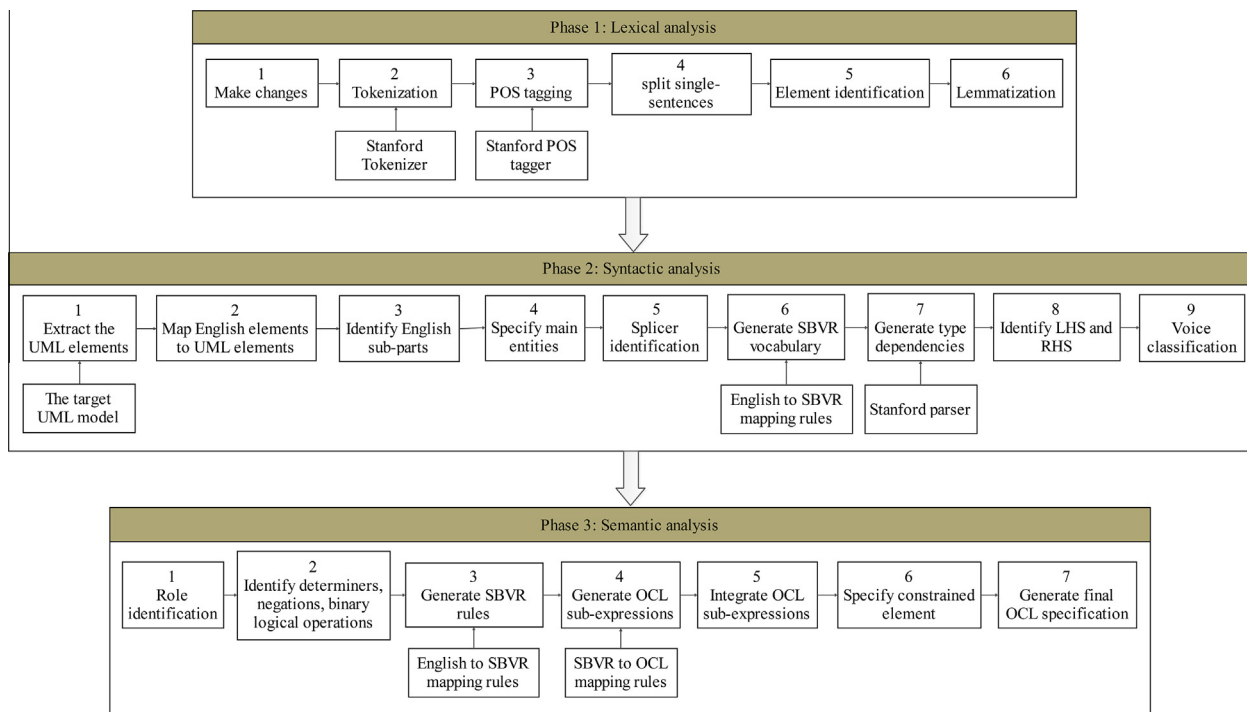 Phase 1: Lexical analysis
1
Make changes
2
Tokenization
3
POS tagging
4
split single-
sentences
5
Element identification
6
Lemmatization
Stanford
Tokenizer
Stanford POS
tagger
Phase 2: Syntactic analysis
1
Extract the
UML elements
2
Map English elements
to UML elements
3
Identify English
sub-parts
4
Specify main
entities
5
Splicer
identification
6
Generate SBVR
vocabulary
7
Generate type
dependencies
8
Identify LHS and
RHS
9
Voice
classification
The target
UML model
English to SBVR
mapping rules
Stanford parser
Phase 3: Semantic analysis
1
Role
identification
2
Identify determiners,
negations, binary
logical operations
3
Generate SBVR
rules
4
Generate OCL
sub-expressions
5
Integrate OCL
sub-expressions
6
Specify constrained
element
7
Generate final
OCL specification
English to SBVR
mapping rules
SBVR to OCL
mapping rules